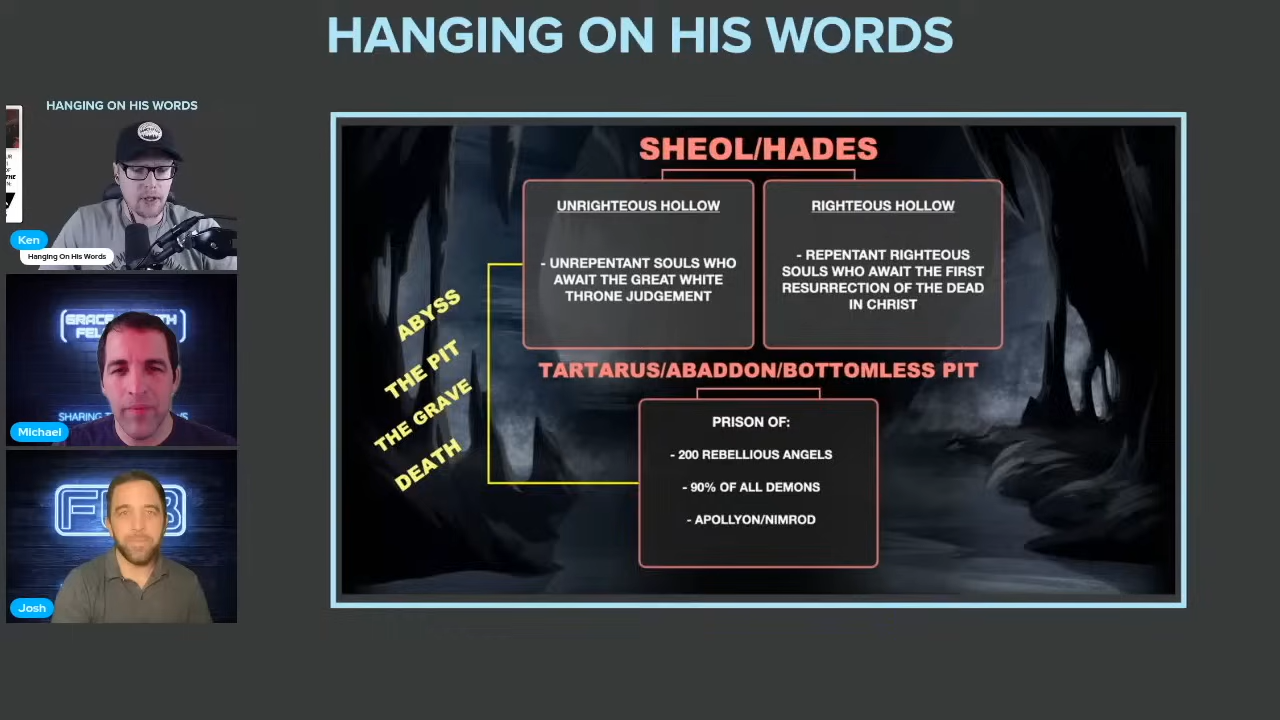 HANGING ON HIS WORDS
HANGING ON HIS WORDS
Ken
Hanging On His Words
Michael
Josh
SHEOL/HADES
UNRIGHTEOUS HOLLOW
- UNREPENTANT SOULS WHO
AWAIT THE GREAT WHITE
THRONE JUDGEMENT
RIGHTEOUS HOLLOW
- REPENTANT RIGHTEOUS
SOULS WHO AWAIT THE FIRST
RESURRECTION OF THE DEAD
IN CHRIST
ABYSS
THE PIT
THE GRAVE
DEATH
TARTARUS/ABADDON/BOTTOMLESS PIT
PRISON OF:
- 200 REBELLIOUS ANGELS
- 90% OF ALL DEMONS
- APOLLYON/NIMROD